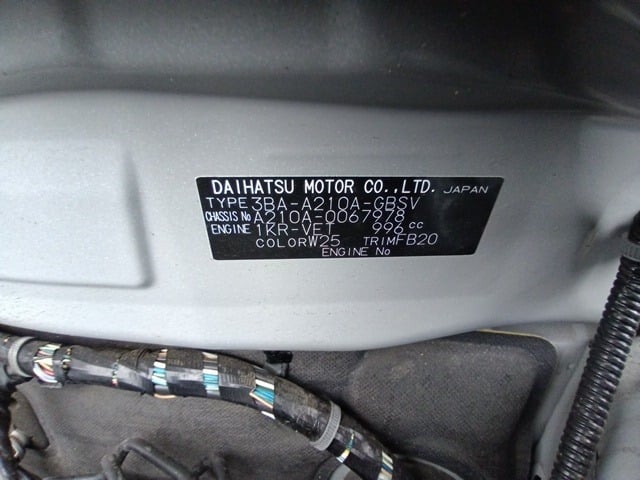 DAIHATSU MOTOR CO.,LTD. JAPAN
TYPE 3BA-A210A-GBSV
CHASSIS No A210A-0067978
ENGINE 1KR-VET 996 cc
COLOR W25 TRIM FB20
ENGINE No